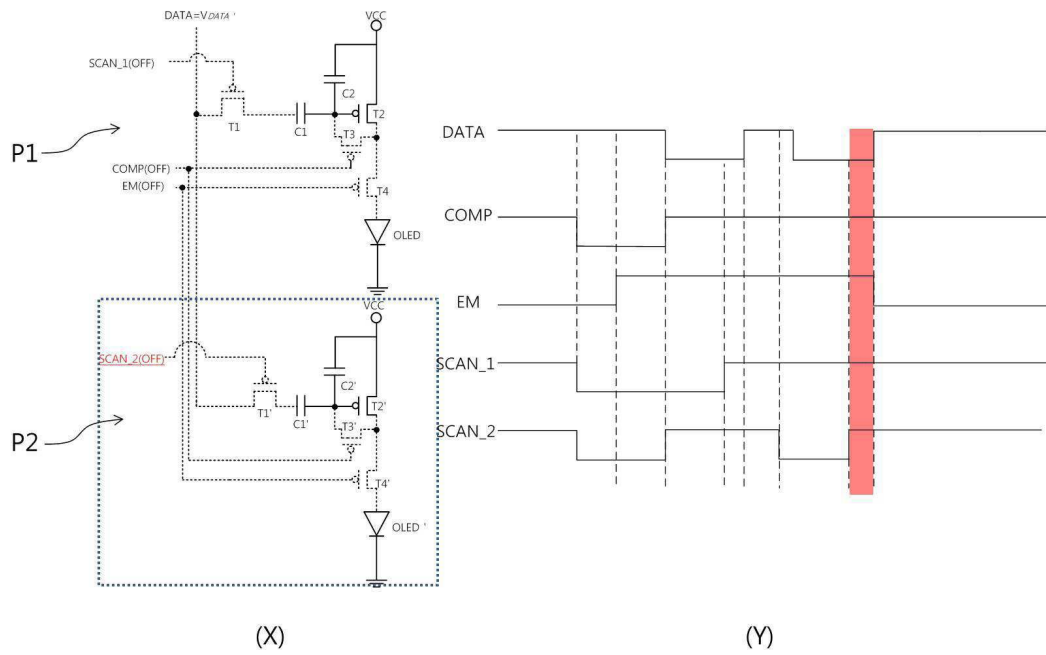 DATA=VDATA '
VCC
SCAN_1(OFF)
C2
T2
T1
C1
T3
P1
COMP(OFF)
EM(OFF)
T4
OLED
VCC
SCAN_2(OFF)
C2'
T2'
T1'
C1'
T3'
P2
T4'
OLED '
(X)
DATA
COMP
EM
SCAN_1
SCAN_2
(Y)